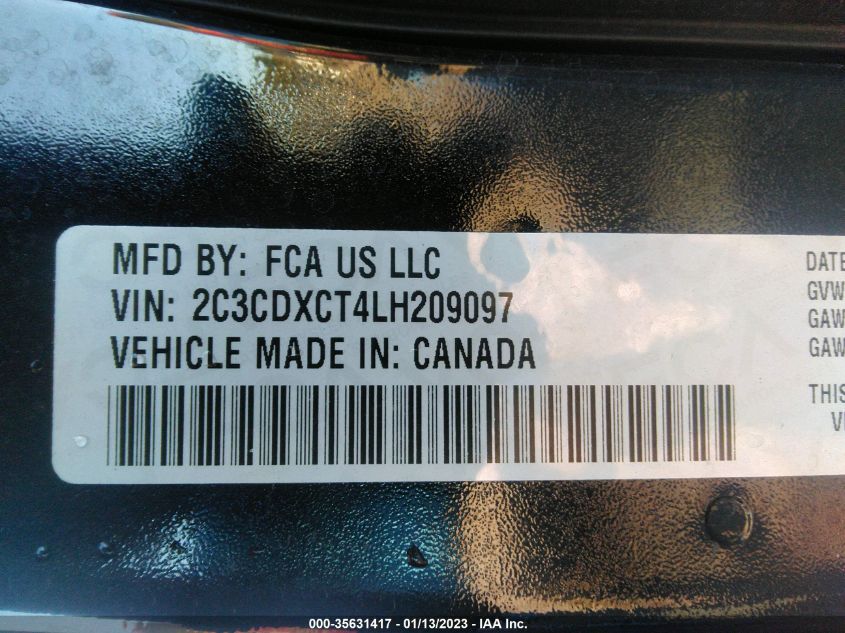 MFD BY: FCA US LLC
VIN: 2C3CDXCT4LH209097
VEHICLE MADE IN: CANADA
DATE
GVW
GAW
GAW
THIS
000-35631417 - 01/13/2023 - IAA Inc.